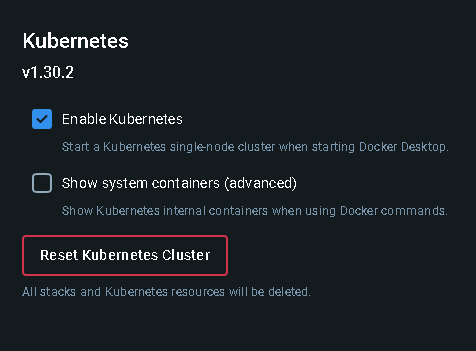 Kubernetes
v1.30.2
Enable Kubernetes
Start a Kubernetes single-node cluster when starting Docker Desktop.
Show system containers (advanced)
Show Kubernetes internal containers when using Docker commands.
Reset Kubernetes Cluster
All stacks and Kubernetes resources will be deleted.